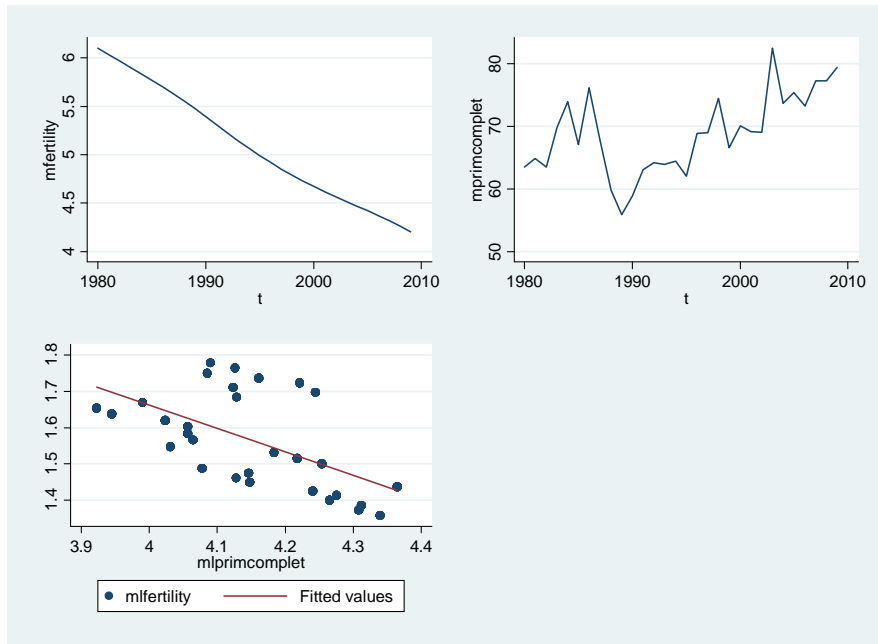 mfertility
6
5.5
5
4.5
4
1980 1990 2000 2010
t
mprimcomplet
80
70
60
50
1980 1990 2000 2010
t
1.8
1.7
1.6
1.5
1.4
3.9 4 4.1 4.2 4.3 4.4
mlprimcomplet
mlfertility Fitted values